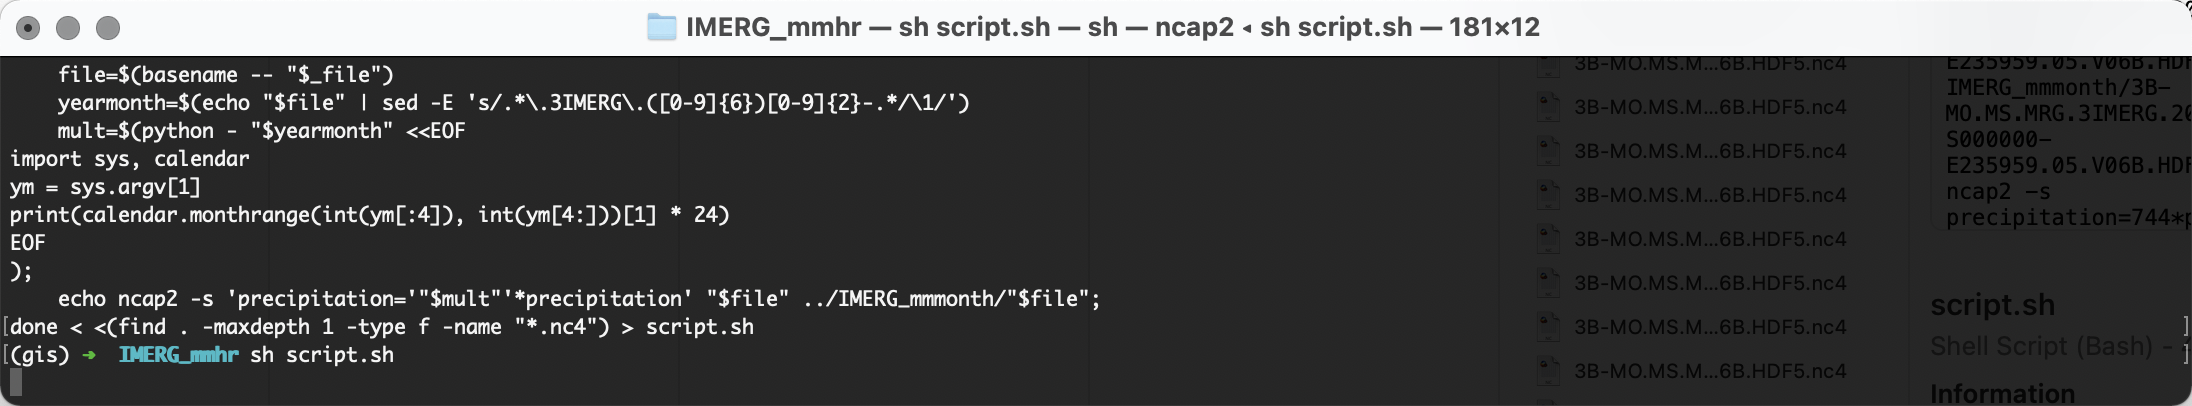 IMERG_mmhr — sh script.sh — sh — ncap2 ◂ sh script.sh — 181×12
    file=$(basename -- "$_file")
    yearmonth=$(echo "$file" | sed -E 's/.*\.3IMERG\.([0-9]{6})[0-9]{2}-.*/\1/')
    mult=$(python - "$yearmonth" <<EOF
import sys, calendar
ym = sys.argv[1]
print(calendar.monthrange(int(ym[:4]), int(ym[4:]))[1] * 24)
EOF
);
    echo ncap2 -s 'precipitation='"$mult"'*precipitation' "$file" ../IMERG_mmmonth/"$file";
[done < <(find . -maxdepth 1 -type f -name "*.nc4") > script.sh ]
[(gis) ➜  IMERG_mmhr sh script.sh ]
3B-MO.MS.M...6B.HDF5.nc4
3B-MO.MS.M...6B.HDF5.nc4
3B-MO.MS.M...6B.HDF5.nc4
3B-MO.MS.M...6B.HDF5.nc4
3B-MO.MS.M...6B.HDF5.nc4
3B-MO.MS.M...6B.HDF5.nc4
3B-MO.MS.M...6B.HDF5.nc4
3B-MO.MS.M...6B.HDF5.nc4
E235959.05.V06B.HDF
IMERG_mmmonth/3B-
MO.MS.MRG.3IMERG.20
S000000-
E235959.05.V06B.HDF
ncap2 -s
precipitation=744*p
script.sh
Shell Script (Bash) -
Information